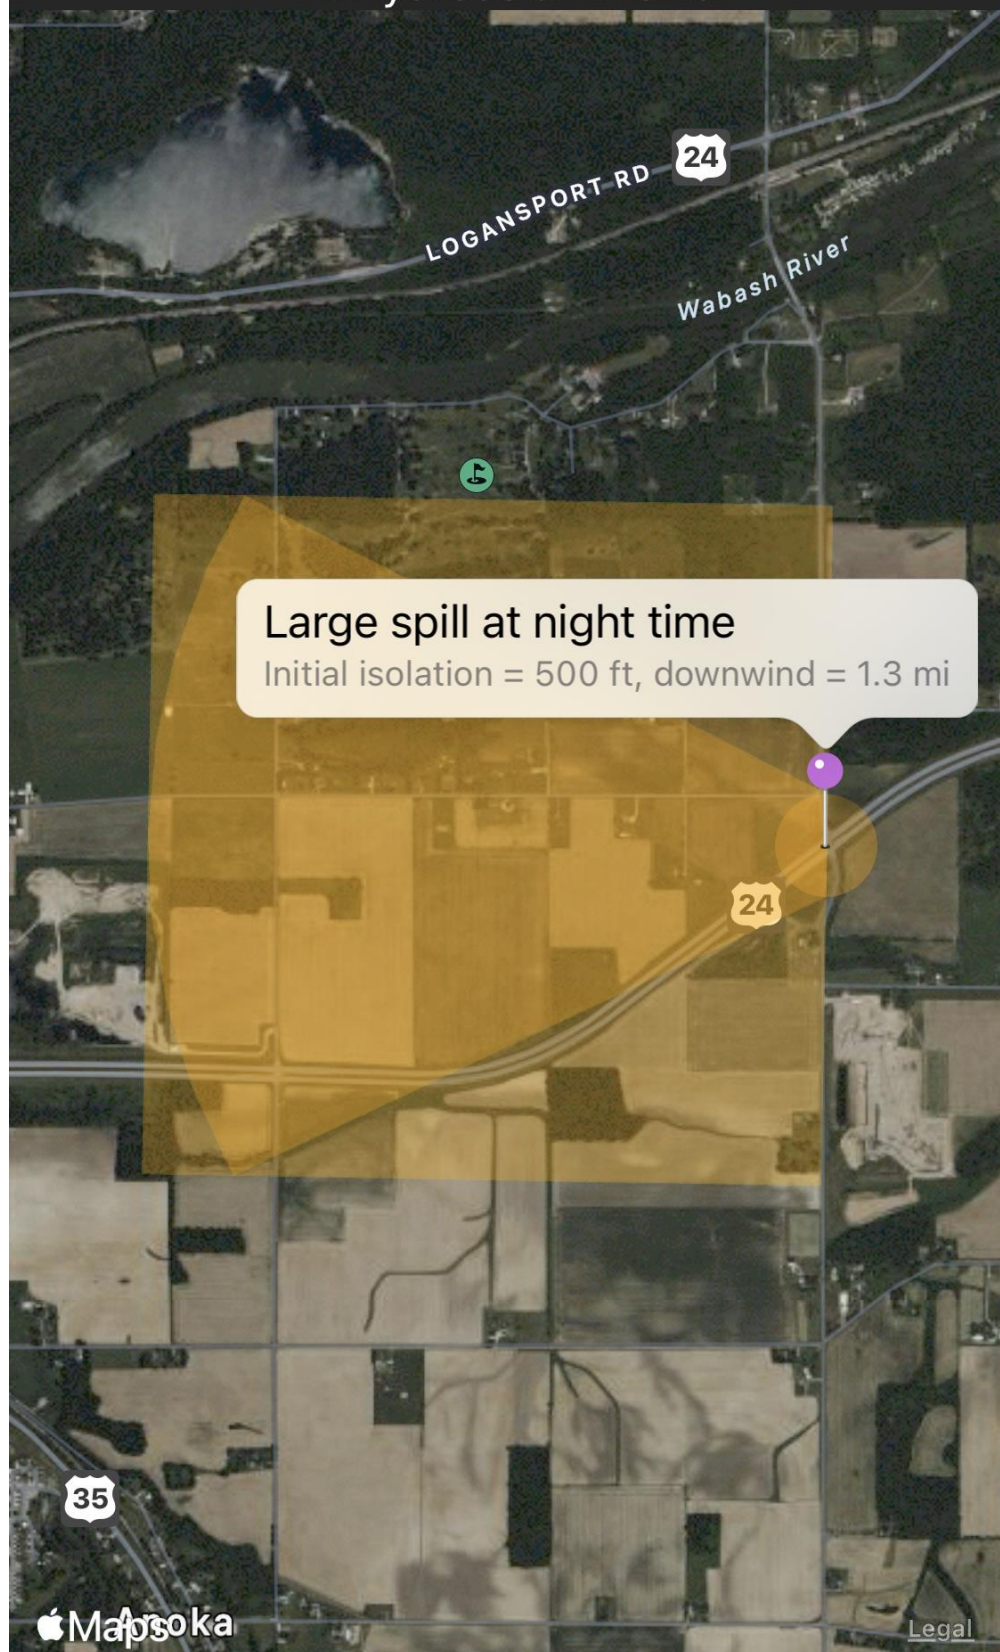 24
LOGANSPORT RD
Wabash River
Large spill at night time
Initial isolation = 500 ft, downwind = 1.3 mi
24
35
Maps
Anoka
Legal